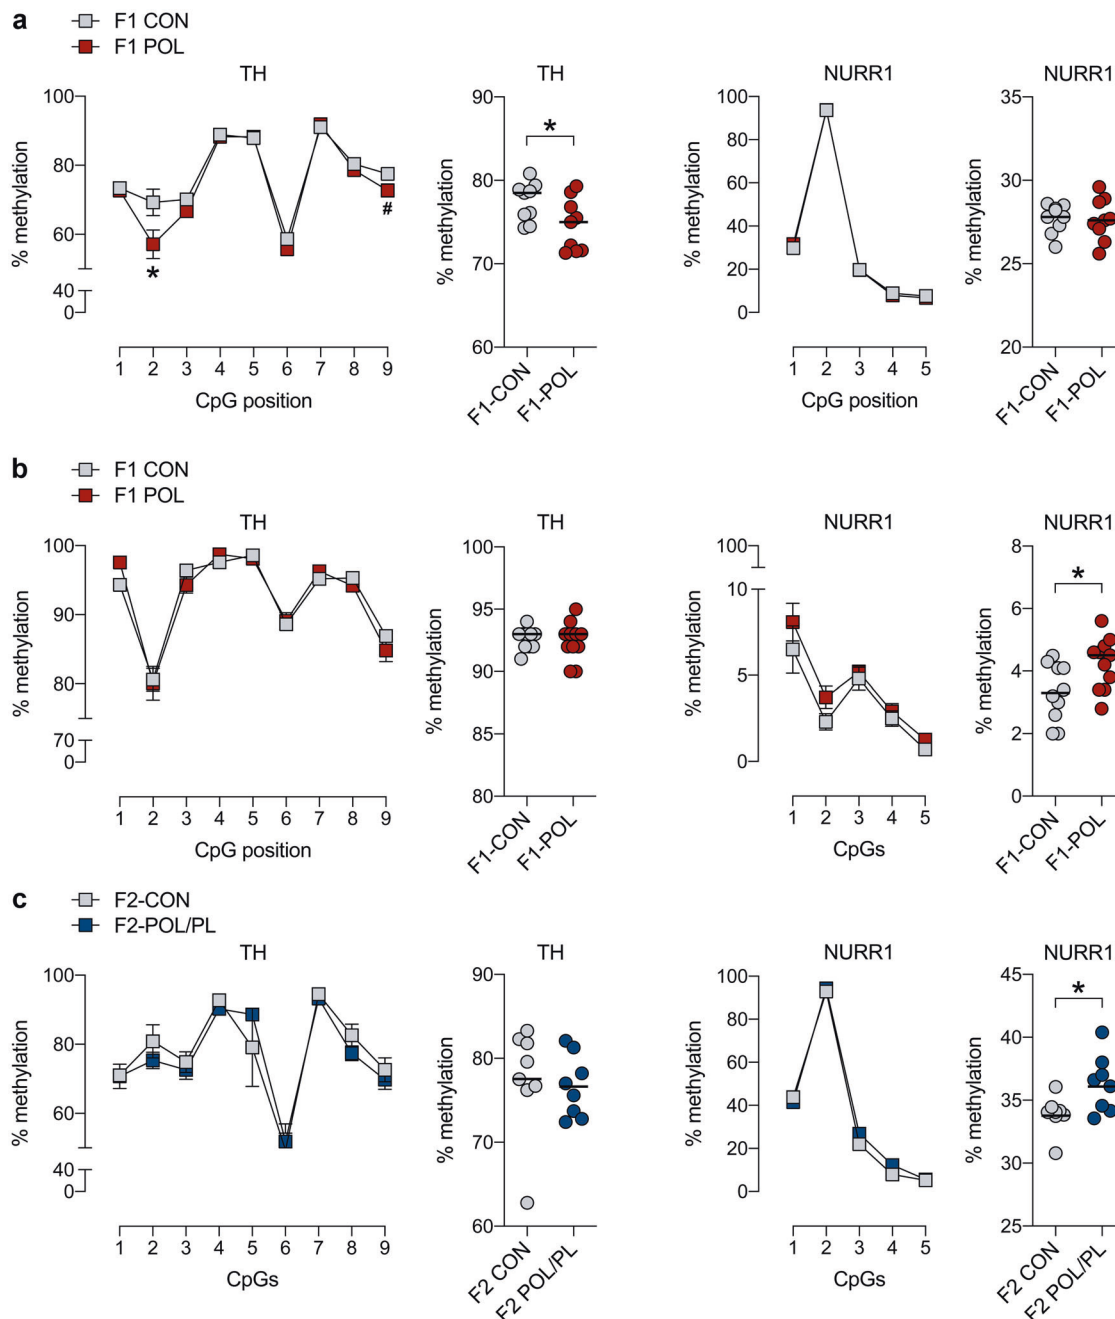 a
F1 CON
F1 POL
TH
% methylation
100
80
60
40
0
*
#
1 2 3 4 5 6 7 8 9
CpG position
TH
% methylation
90
80
70
60
*
F1-CON
F1-POL
NURR1
% methylation
100
80
60
40
20
0
1 2 3 4 5
CpG position
NURR1
% methylation
35
30
25
20
F1-CON
F1-POL
b
F1 CON
F1 POL
TH
% methylation
100
90
80
70
0
1 2 3 4 5 6 7 8 9
CpG position
TH
% methylation
100
95
90
85
80
F1-CON
F1-POL
NURR1
% methylation
100
10
5
0
1 2 3 4 5
CpGs
NURR1
% methylation
8
6
4
2
0
*
F1-CON
F1-POL
c
F2-CON
F2-POL/PL
TH
% methylation
100
80
60
40
0
1 2 3 4 5 6 7 8 9
CpGs
TH
% methylation
90
80
70
60
F2 CON
F2 POL/PL
NURR1
% methylation
100
80
60
40
20
0
1 2 3 4 5
CpGs
NURR1
% methylation
45
40
35
30
25
*
F2 CON
F2 POL/PL